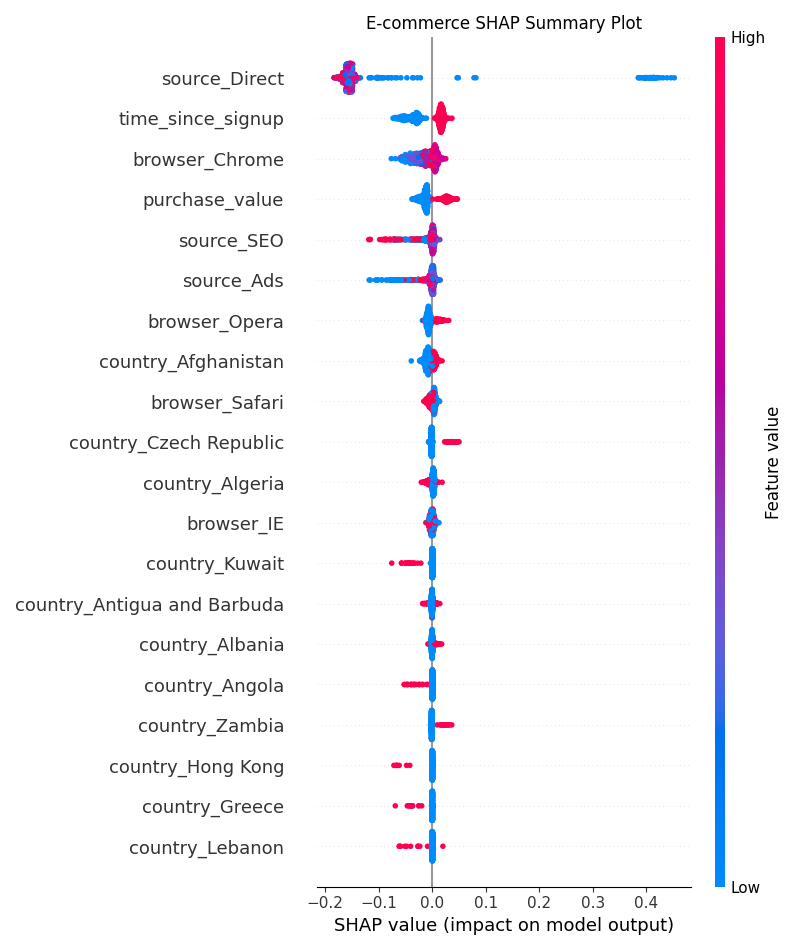 E-commerce SHAP Summary Plot
High
source_Direct
time_since_signup
browser_Chrome
purchase_value
source_SEO
source_Ads
browser_Opera
country_Afghanistan
browser_Safari
country_Czech Republic
country_Algeria
browser_IE
country_Kuwait
country_Antigua and Barbuda
country_Albania
country_Angola
country_Zambia
country_Hong Kong
country_Greece
country_Lebanon
Feature value
Low
−0.2 −0.1 0.0 0.1 0.2 0.3 0.4
SHAP value (impact on model output)